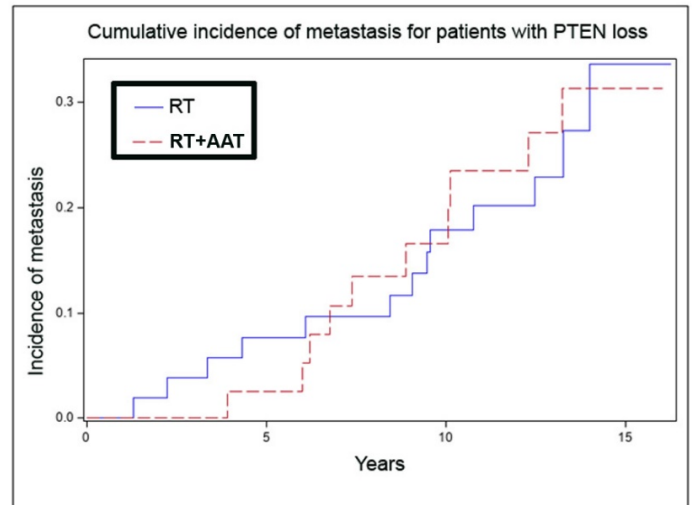 Cumulative incidence of metastasis for patients with PTEN loss
RT
RT+AAT
Incidence of metastasis
0.3
0.2
0.1
0.0
0 5 10 15
Years